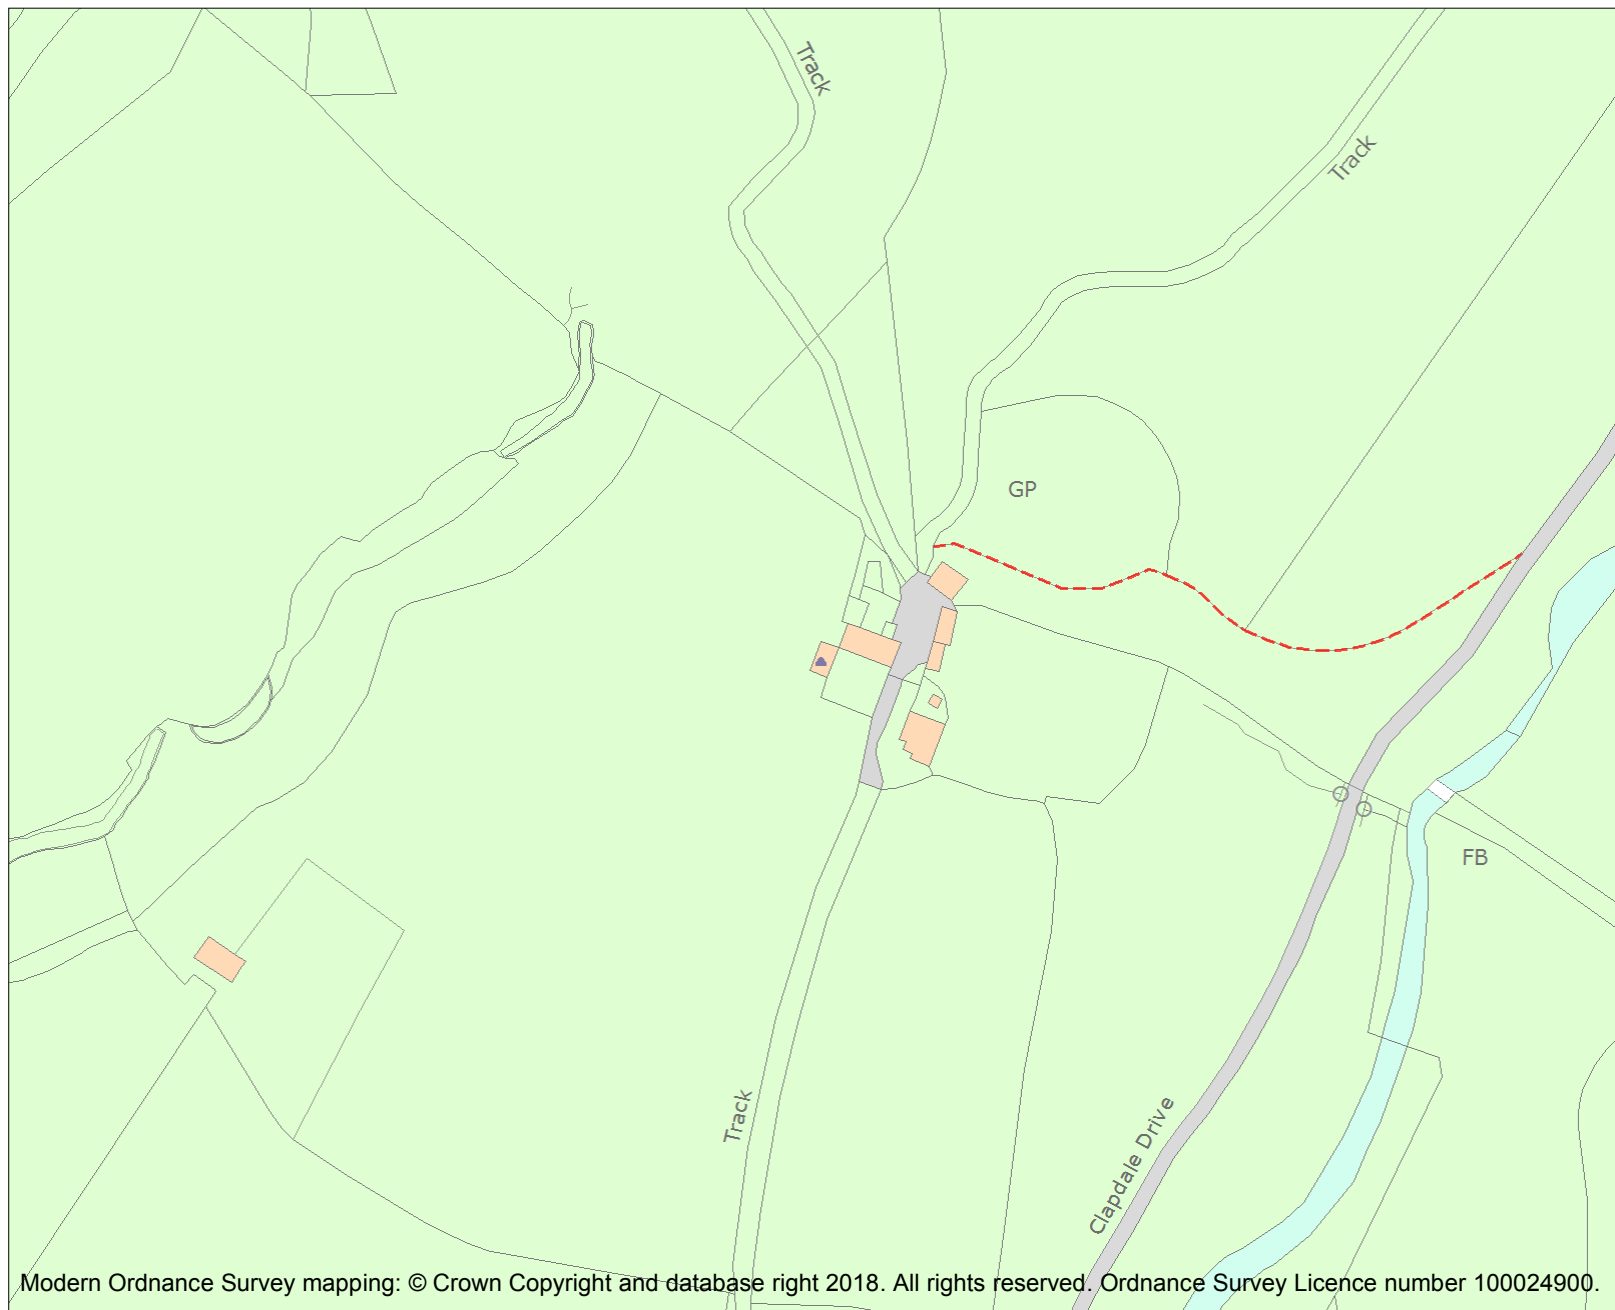 Track
Track
GP
FB
Track
Clapdale Drive
Modern Ordnance Survey mapping: © Crown Copyright and database right 2018. All rights reserved. Ordnance Survey Licence number 100024900.